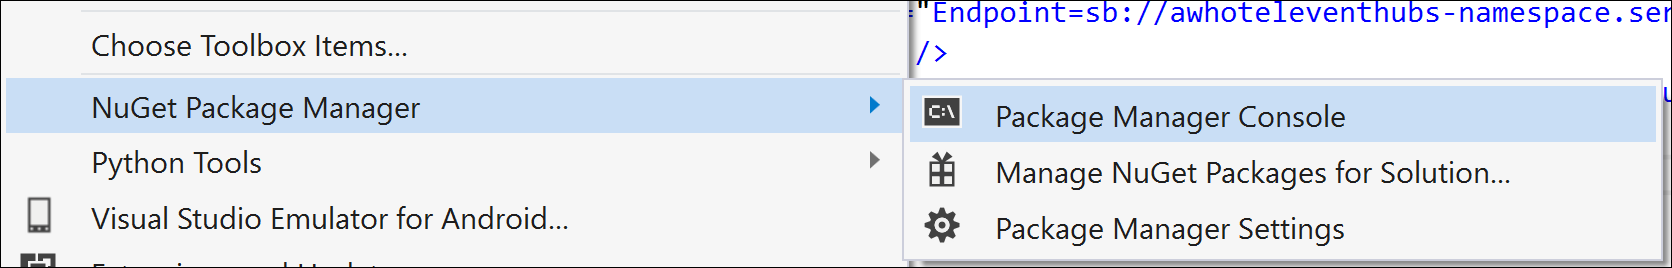 ="Endpoint=sb://awhoteleventhubs-namespace.ser
Choose Toolbox Items...
/>
NuGet Package Manager
Package Manager Console
Python Tools
Manage NuGet Packages for Solution...
Visual Studio Emulator for Android...
Package Manager Settings